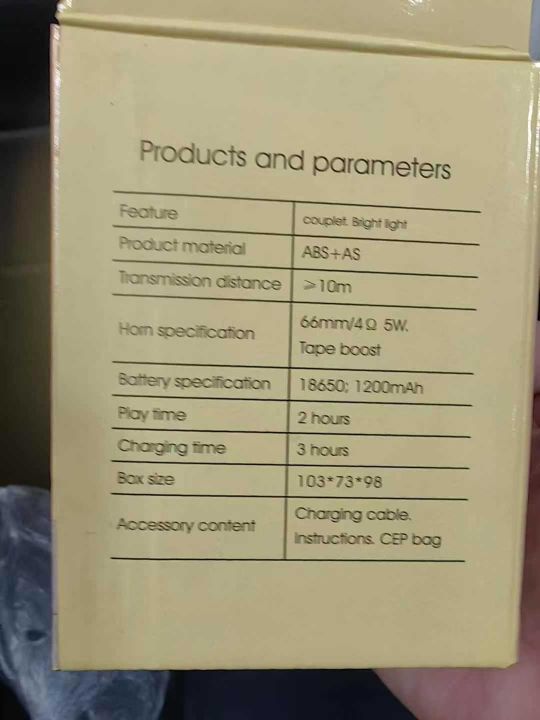 Products and parameters
Feature couplet. Bright light
Product material ABS+AS
Transmission distance ⩾10m
Horn specification 66mm/4Ω 5W.
Tape boost
Battery specification 18650; 1200mAh
Play time 2 hours
Charging time 3 hours
Box size 103*73*98
Accessory content Charging cable.
Instructions. CEP bag